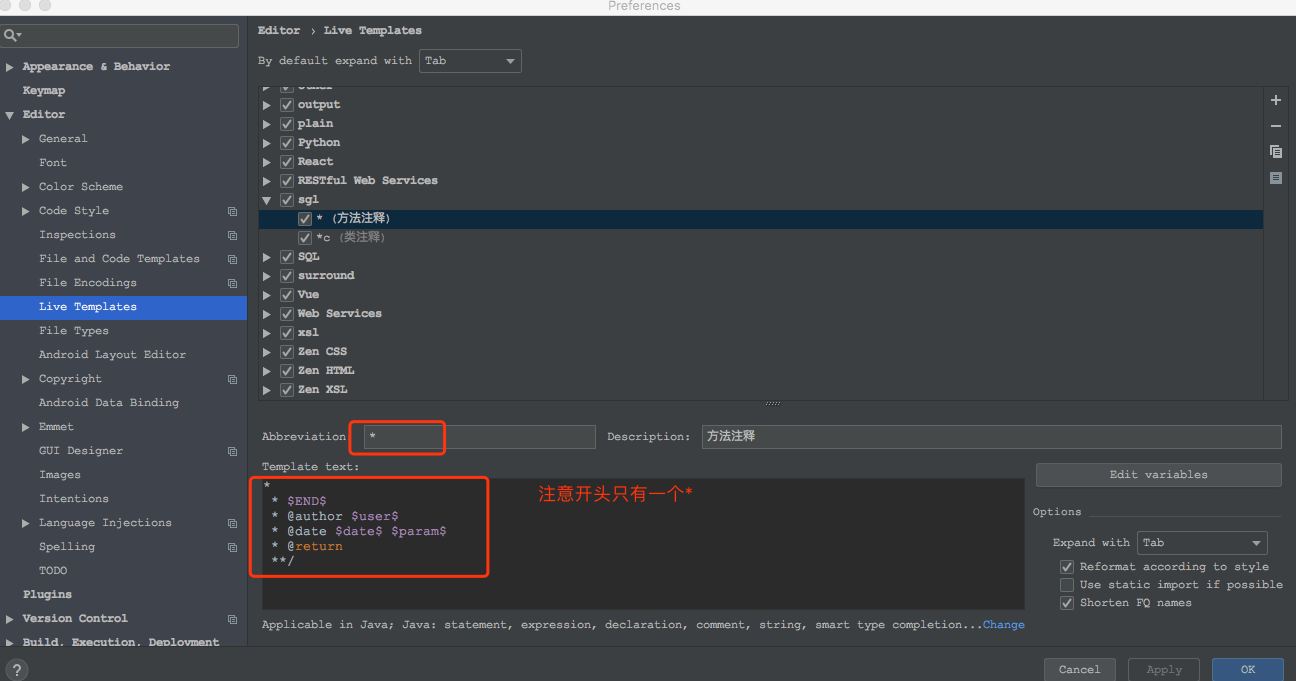 Preferences
Appearance & Behavior
Keymap
Editor
General
Font
Color Scheme
Code Style
Inspections
File and Code Templates
File Encodings
Live Templates
File Types
Android Layout Editor
Copyright
Android Data Binding
Emmet
GUI Designer
Images
Intentions
Language Injections
Spelling
TODO
Plugins
Version Control
Build, Execution, Deployment
?
Editor › Live Templates
By default expand with Tab
other
output
plain
Python
React
RESTful Web Services
sgl
* (方法注释)
*c (类注释)
SQL
surround
Vue
Web Services
xsl
Zen CSS
Zen HTML
Zen XSL
Abbreviation * Description: 方法注释
Template text:
*
* $END$
* @author $user$
* @date $date$ $param$
* @return
**/
注意开头只有一个*
Edit variables
Options
Expand with Tab
Reformat according to style
Use static import if possible
Shorten FQ names
Applicable in Java; Java: statement, expression, declaration, comment, string, smart type completion...Change
Cancel Apply OK